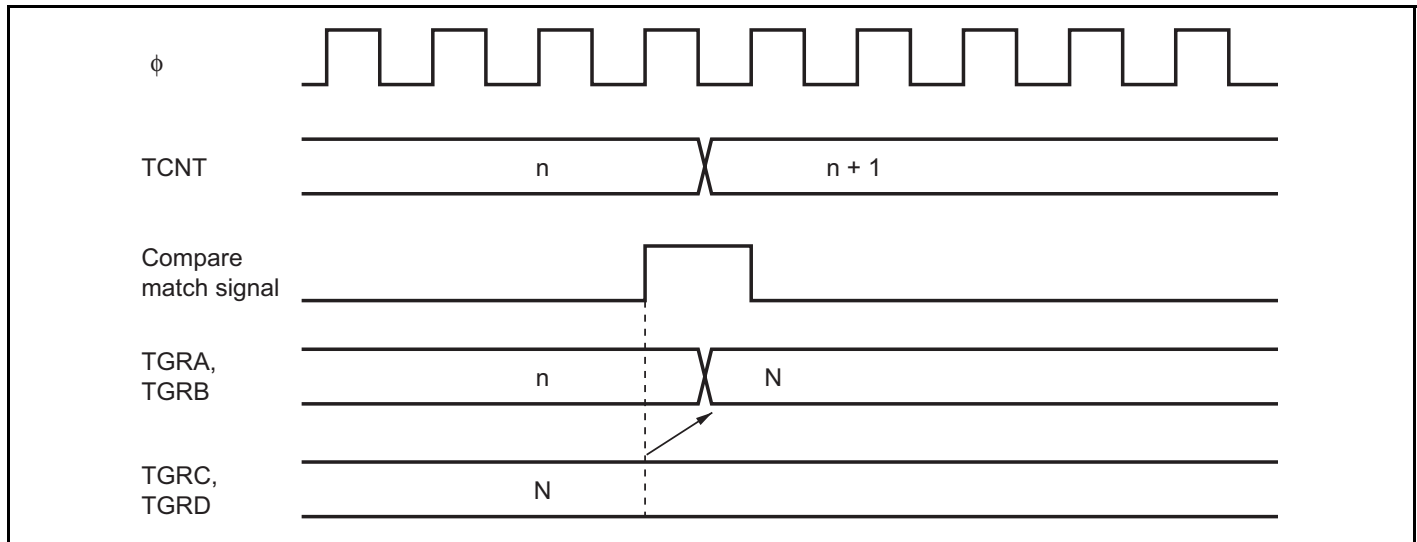 ϕ
TCNT
n
n + 1
Compare
match signal
TGRA,
TGRB
n
N
TGRC,
TGRD
N